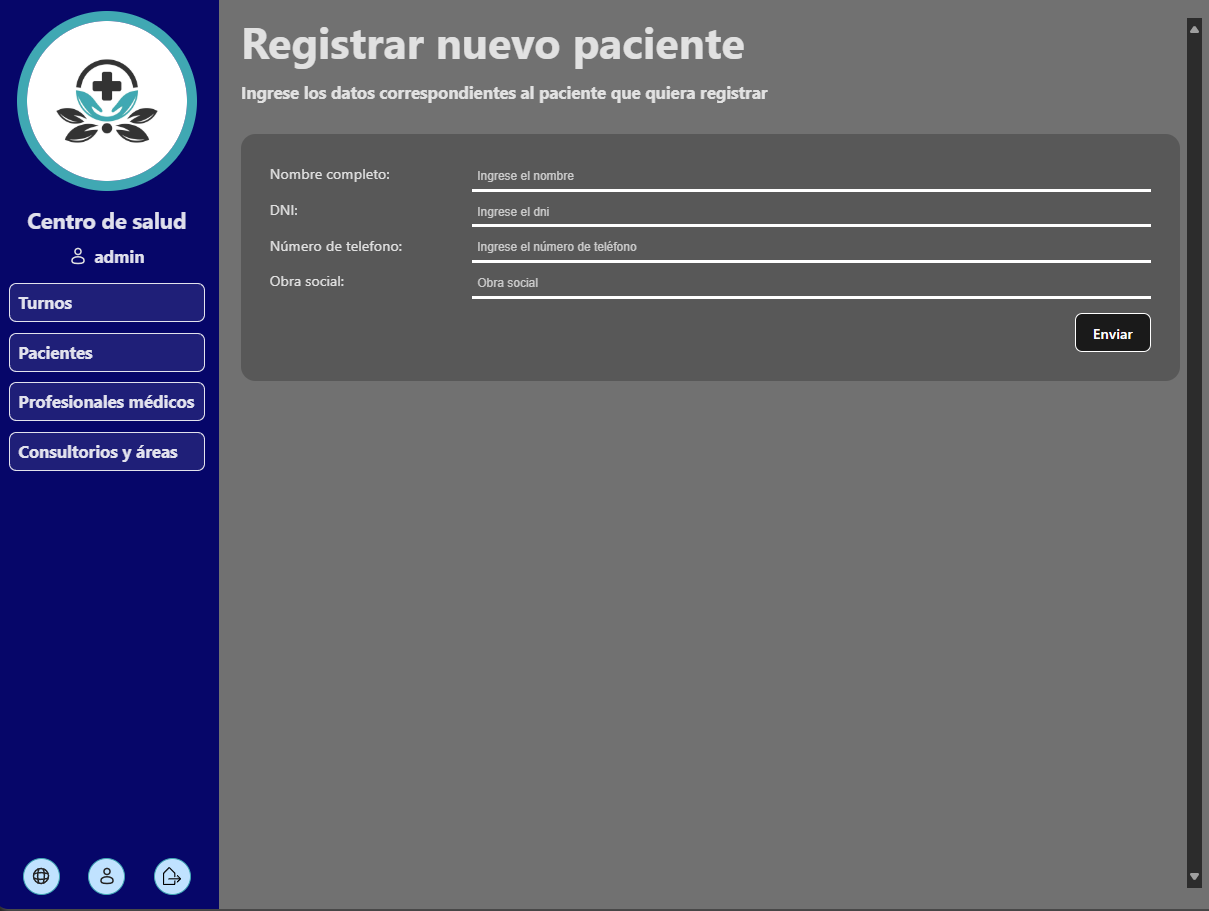 Centro de salud
admin
Turnos
Pacientes
Profesionales médicos
Consultorios y áreas
Registrar nuevo paciente
Ingrese los datos correspondientes al paciente que quiera registrar
Nombre completo: Ingrese el nombre
DNI: Ingrese el dni
Número de telefono: Ingrese el número de teléfono
Obra social: Obra social
Enviar